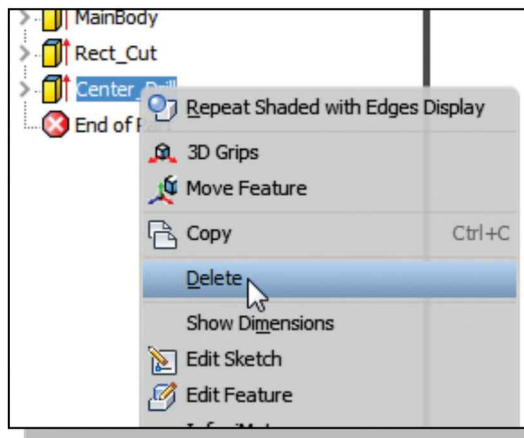 MainBody
Rect_Cut
Center_Drill
Repeat Shaded with Edges Display
End of
3D Grips
Move Feature
Copy Ctrl+C
Delete
Show Dimensions
Edit Sketch
Edit Feature